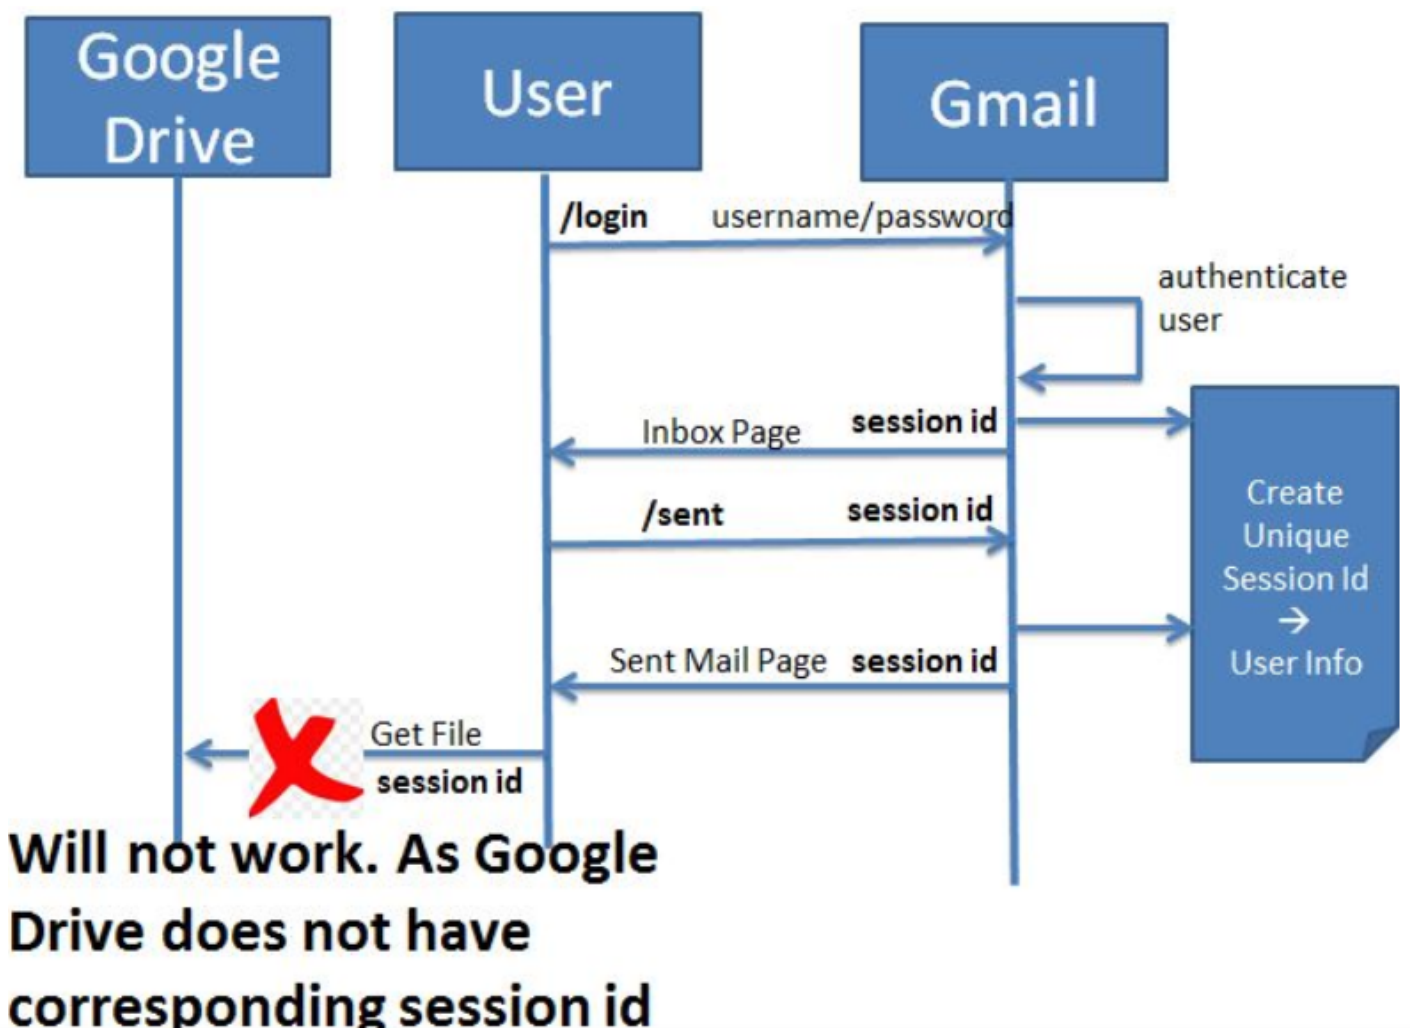 Google
Drive
User
Gmail
/login username/password
authenticate
user
Inbox Page session id
/sent session id
Create
Unique
Session Id
→
User Info
Sent Mail Page session id
Get File
session id
Will not work. As Google
Drive does not have
corresponding session id